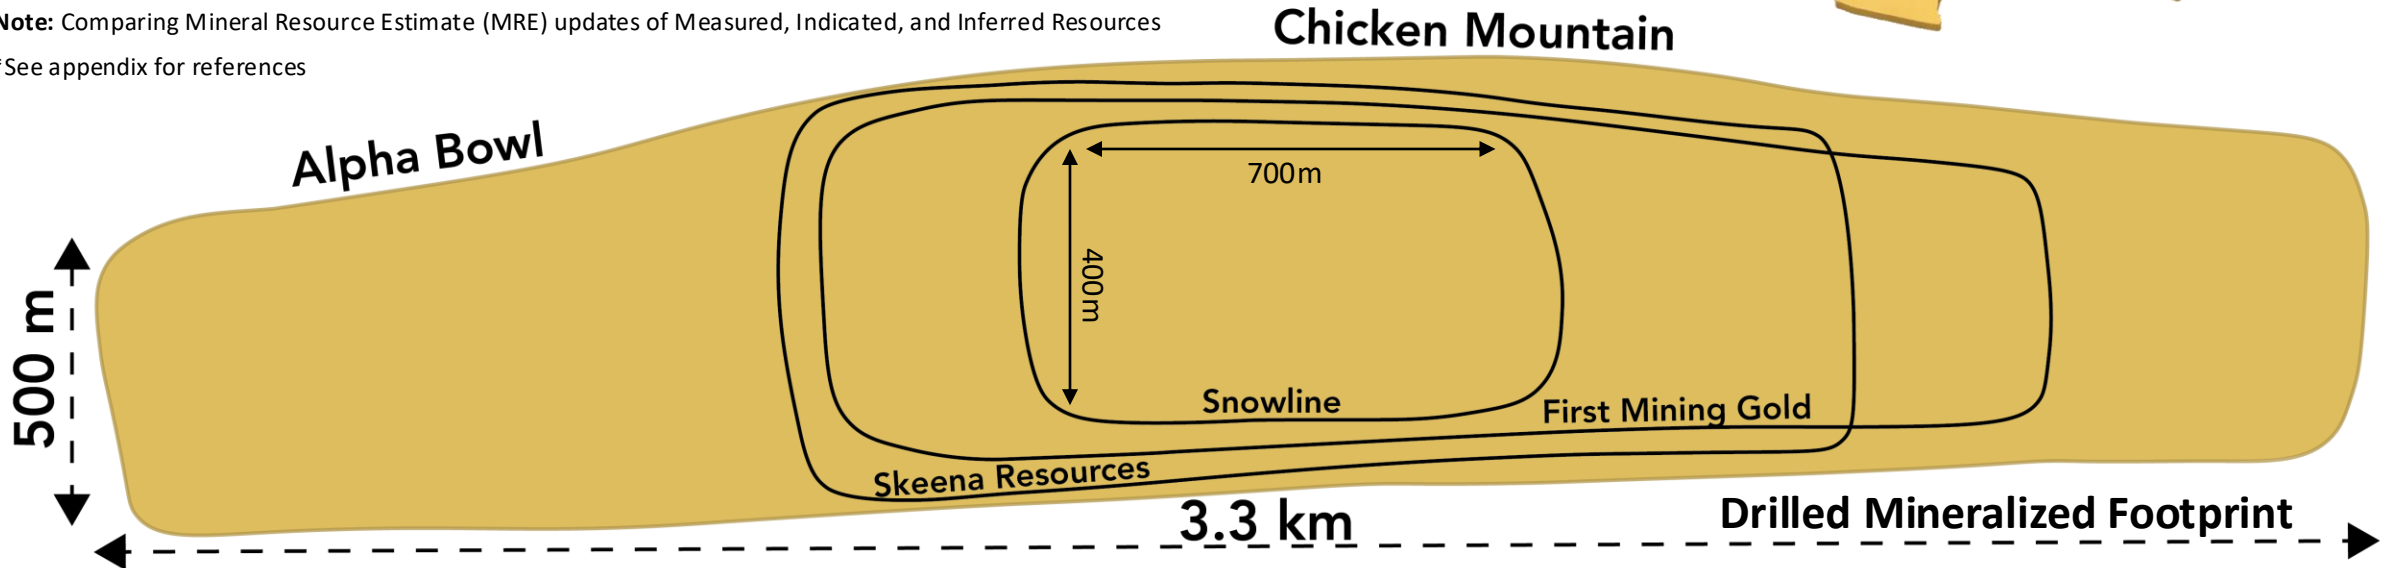 Note: Comparing Mineral Resource Estimate (MRE) updates of Measured, Indicated, and Inferred Resources
*See appendix for references
Chicken Mountain
Alpha Bowl
700m
400m
500 m
Snowline
First Mining Gold
Skeena Resources
3.3 km
Drilled Mineralized Footprint